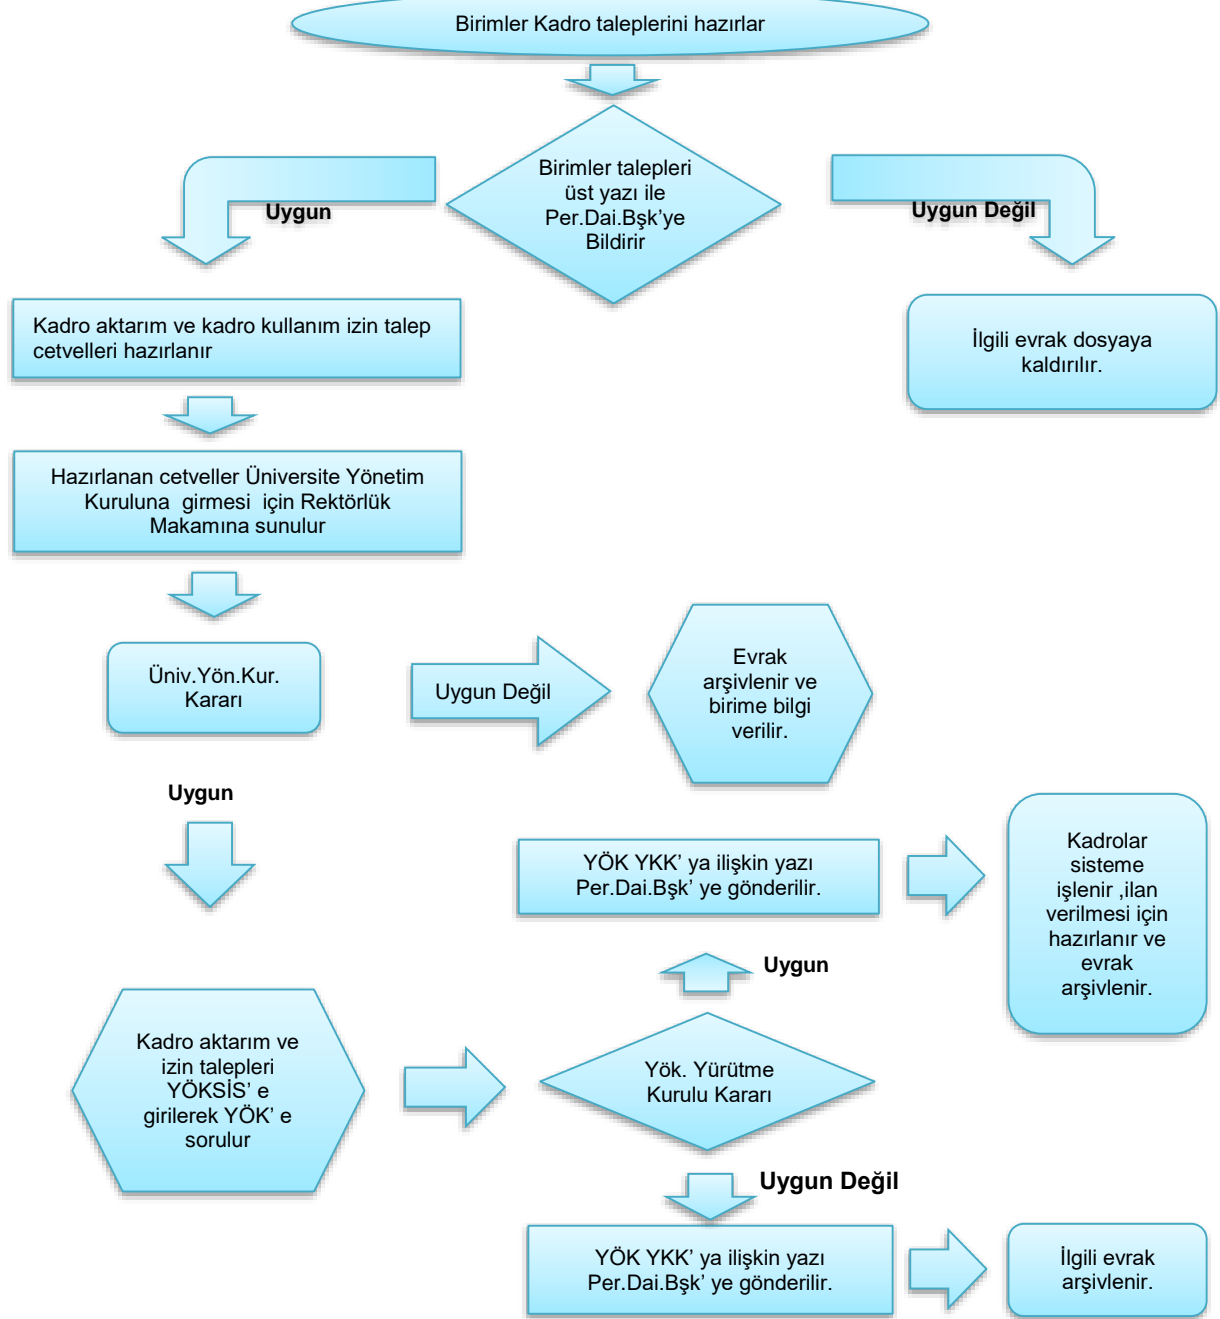 Birimler Kadro taleplerini hazırlar
Birimler talepleri
üst yazı ile
Per.Dai.Bşk’ye
Bildirir
Uygun
Uygun Değil
Kadro aktarım ve kadro kullanım izin talep
cetvelleri hazırlanır
İlgili evrak dosyaya
kaldırılır.
Hazırlanan cetveller Üniversite Yönetim
Kuruluna girmesi için Rektörlük
Makamına sunulur
Üniv.Yön.Kur.
Kararı
Uygun Değil
Evrak
arşivlenir ve
birime bilgi
verilir.
Uygun
YÖK YKK’ ya ilişkin yazı
Per.Dai.Bşk’ ye gönderilir.
Kadrolar
sisteme
işlenir ,ilan
verilmesi için
hazırlanır ve
evrak
arşivlenir.
Uygun
Kadro aktarım ve
izin talepleri
YÖKSİS’ e
girilerek YÖK’ e
sorulur
Yök. Yürütme
Kurulu Kararı
Uygun Değil
YÖK YKK’ ya ilişkin yazı
Per.Dai.Bşk’ ye gönderilir.
İlgili evrak
arşivlenir.